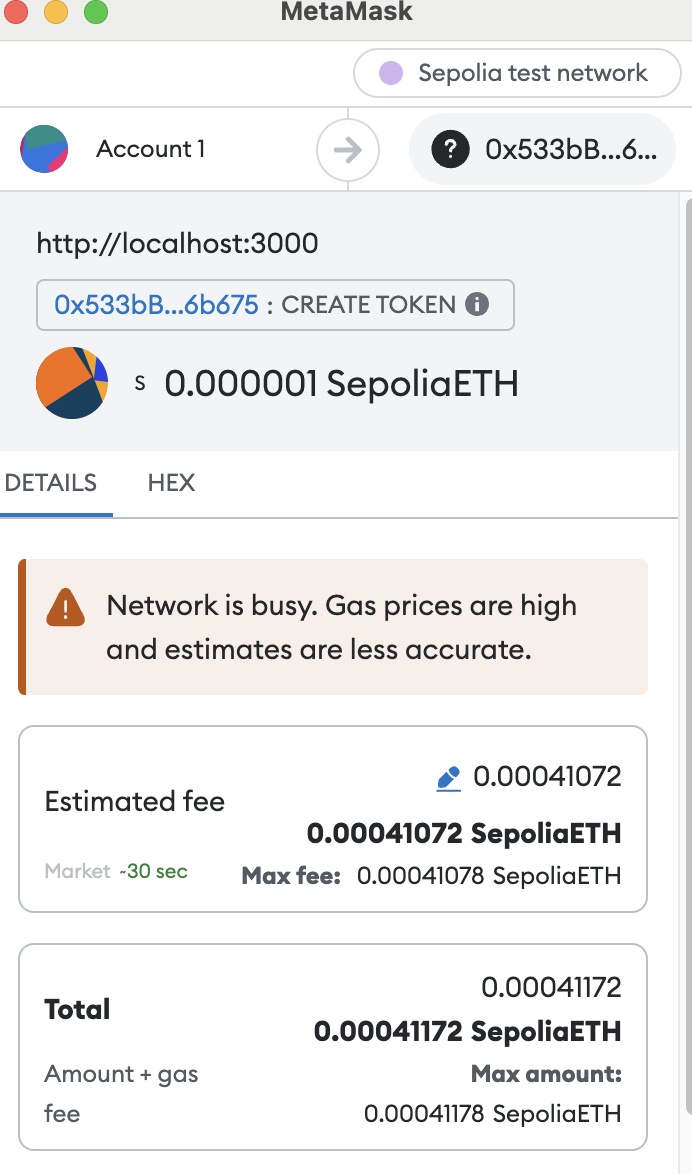 MetaMask
Sepolia test network
Account 1
? 0x533bB...6...
http://localhost:3000
0x533bB...6b675 : CREATE TOKEN i
S 0.000001 SepoliaETH
DETAILS HEX
Network is busy. Gas prices are high
and estimates are less accurate.
0.00041072
Estimated fee
0.00041072 SepoliaETH
Market ~30 sec Max fee: 0.00041078 SepoliaETH
0.00041172
Total
0.00041172 SepoliaETH
Amount + gas Max amount:
fee 0.00041178 SepoliaETH